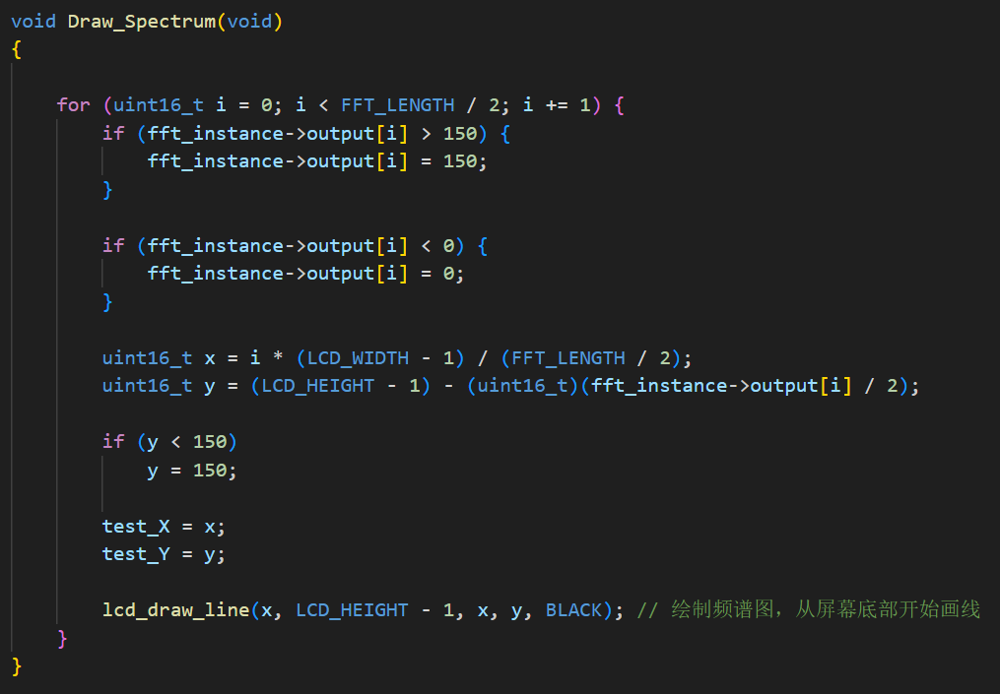 void Draw_Spectrum(void)
{
for (uint16_t i = 0; i < FFT_LENGTH / 2; i += 1) {
if (fft_instance->output[i] > 150) {
fft_instance->output[i] = 150;
}
if (fft_instance->output[i] < 0) {
fft_instance->output[i] = 0;
}
uint16_t x = i * (LCD_WIDTH - 1) / (FFT_LENGTH / 2);
uint16_t y = (LCD_HEIGHT - 1) - (uint16_t)(fft_instance->output[i] / 2);
if (y < 150)
y = 150;
test_X = x;
test_Y = y;
lcd_draw_line(x, LCD_HEIGHT - 1, x, y, BLACK); // 绘制频谱图，从屏幕底部开始画线
}
}